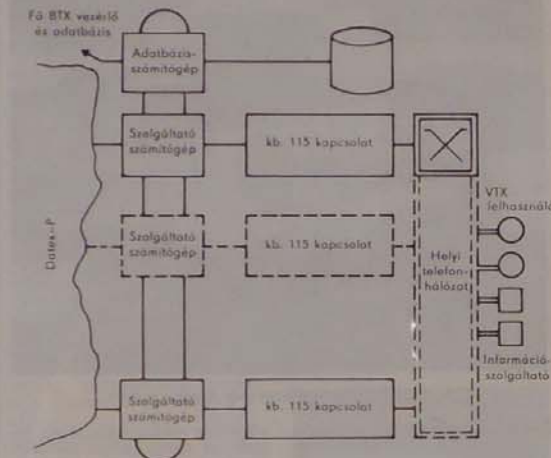 Fő BTX vezérlő
és adatbázis
Adatbázis-
számítógép
Szolgáltató
számítógép
kb. 115 kapcsolat
VTX
felhasználó
Datex-P
Szolgáltató
számítógép
kb. 115 kapcsolat
Helyi
telefon-
hálózat
Információ-
szolgáltató
Szolgáltató
számítógép
kb. 115 kapcsolat